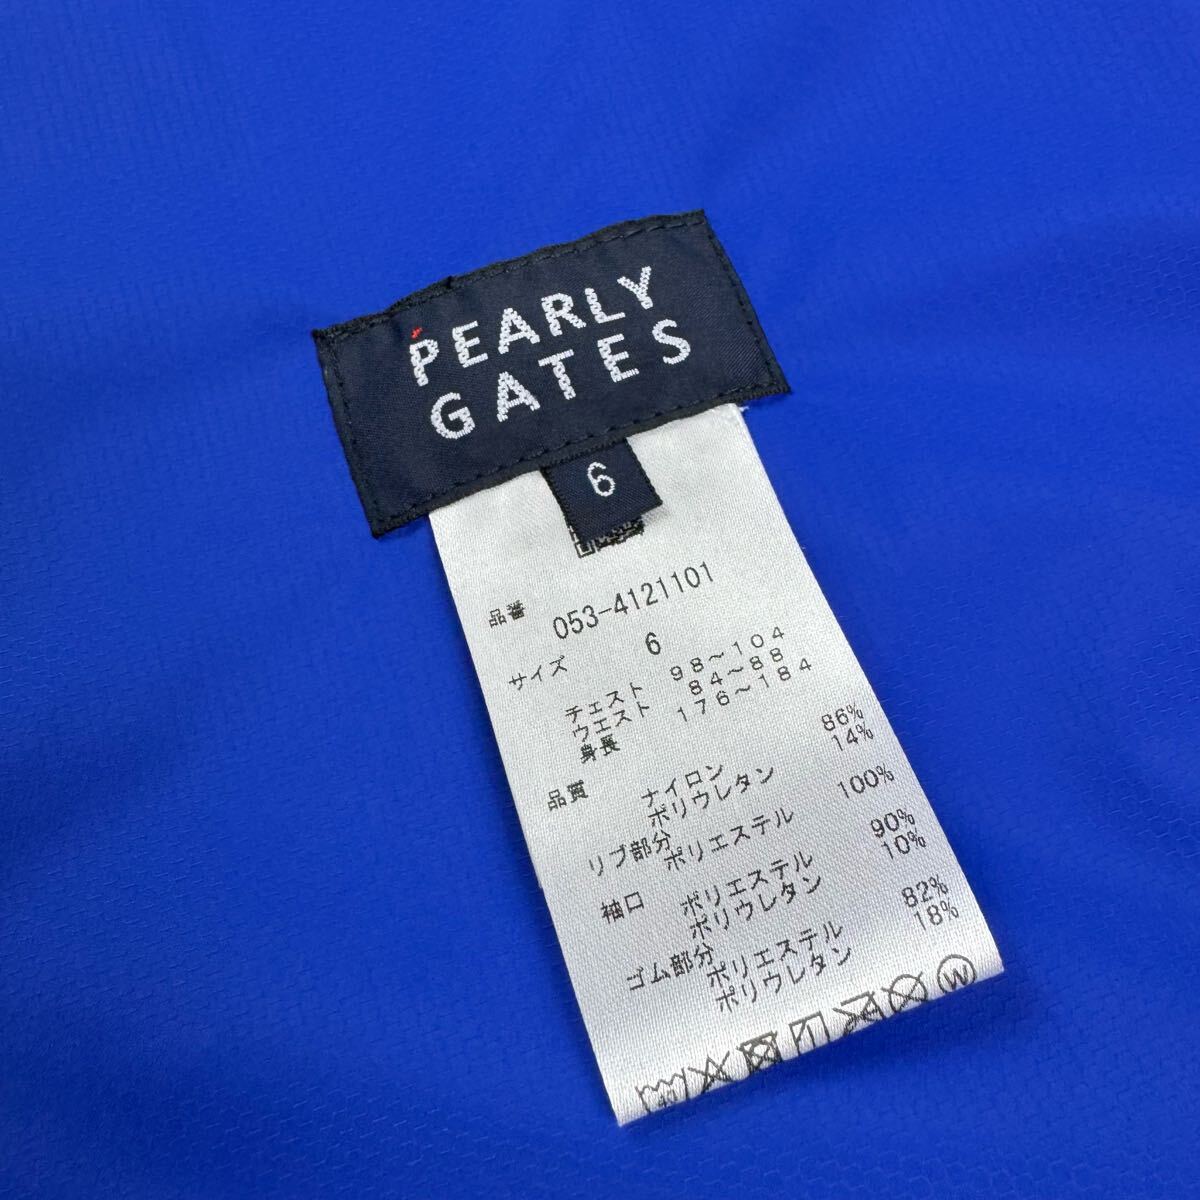 PEARLY
GATES
6
品番 053-4121101
サイズ 6
チェスト 98~104
ウエスト 84~88
身長 176~184
品質 ナイロン 86%
ポリウレタン 14%
リブ部分
ポリエステル 100%
袖口 ポリエステル 90%
ポリウレタン 10%
ゴム部分
ポリエステル 82%
ポリウレタン 18%
W